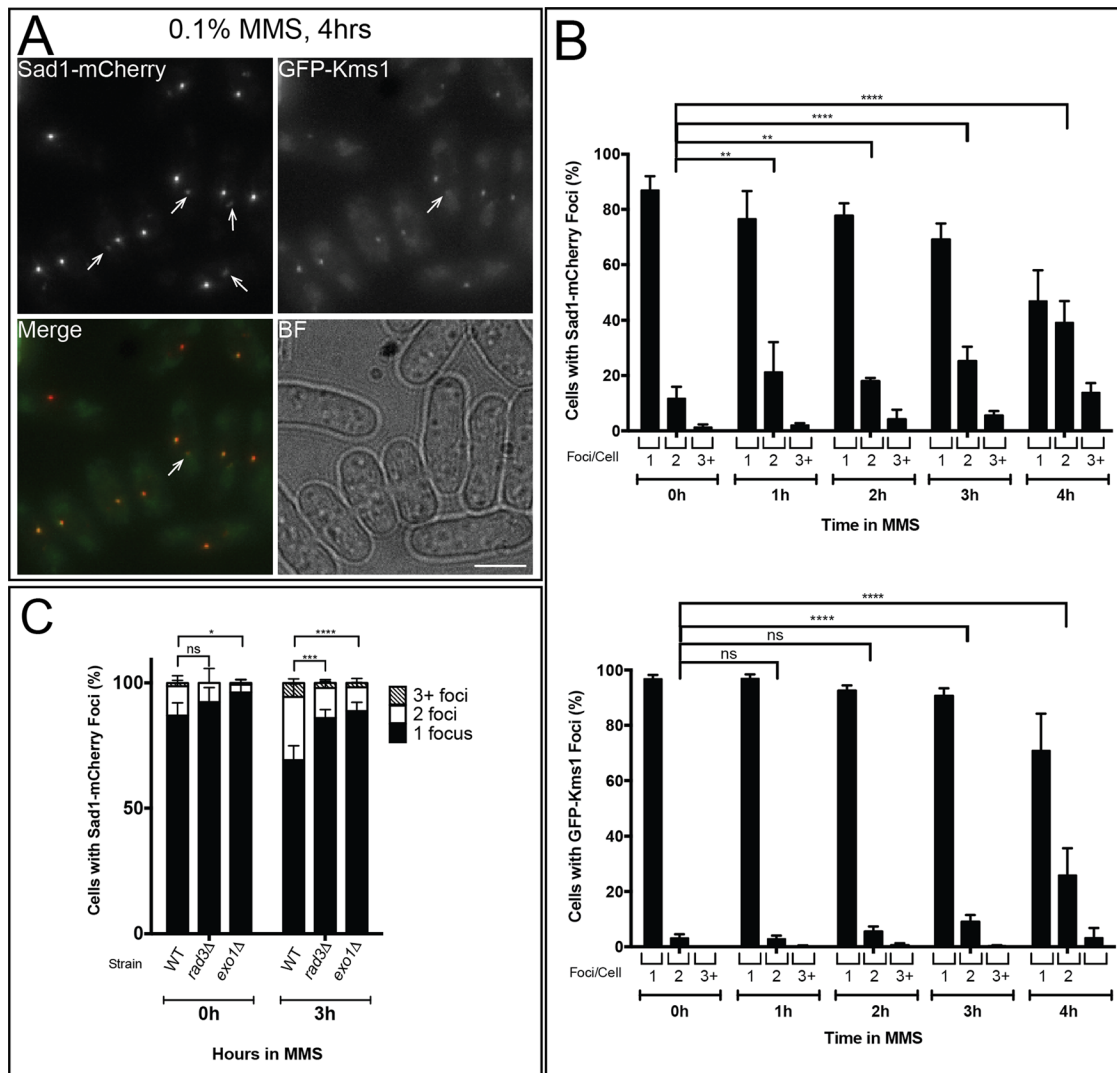 A
0.1% MMS, 4hrs
Sad1-mCherry
GFP-Kms1
Merge
BF
B
****
****
**
**
Cells with Sad1-mCherry Foci (%)
100
80
60
40
20
0
Foci/Cell
1 2 3+ 1 2 3+ 1 2 3+ 1 2 3+ 1 2 3+
0h 1h 2h 3h 4h
Time in MMS
****
****
ns
ns
Cells with GFP-Kms1 Foci (%)
100
80
60
40
20
0
Foci/Cell
1 2 3+ 1 2 3+ 1 2 3+ 1 2 3+ 1 2
0h 1h 2h 3h 4h
Time in MMS
C
* ****
ns ***
Cells with Sad1-mCherry Foci (%)
100
50
0
3+ foci
2 foci
1 focus
Strain
WT rad3Δ exo1Δ WT rad3Δ exo1Δ
0h 3h
Hours in MMS